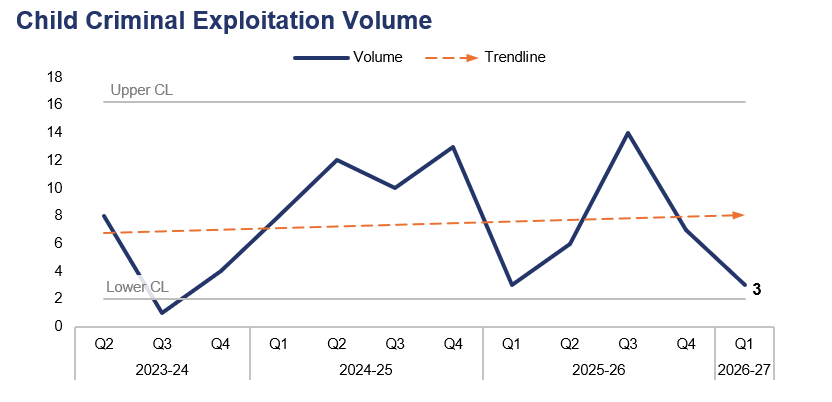 Child Criminal Exploitation Volume
Volume Trendline
18
Upper CL
16
14
12
10
8
6
4
Lower CL
2
3
0
Q2 Q3 Q4 Q1 Q2 Q3 Q4 Q1 Q2 Q3 Q4 Q1
2023-24 2024-25 2025-26 2026-27